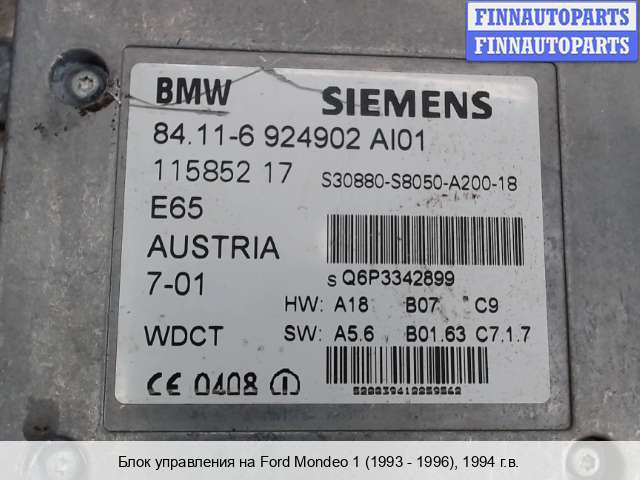 FINNAUTOPARTS
FINNAUTOPARTS
BMW SIEMENS
84.11-6 924902 AI01
115852 17 S30880-S8050-A200-18
E65
AUSTRIA
7-01 S Q6P3342899
HW: A18 B07 C9
WDCT SW: A5.6 B01.63 C7.1.7
CE 0408
Блок управления на Ford Mondeo 1 (1993 - 1996), 1994 г.в.